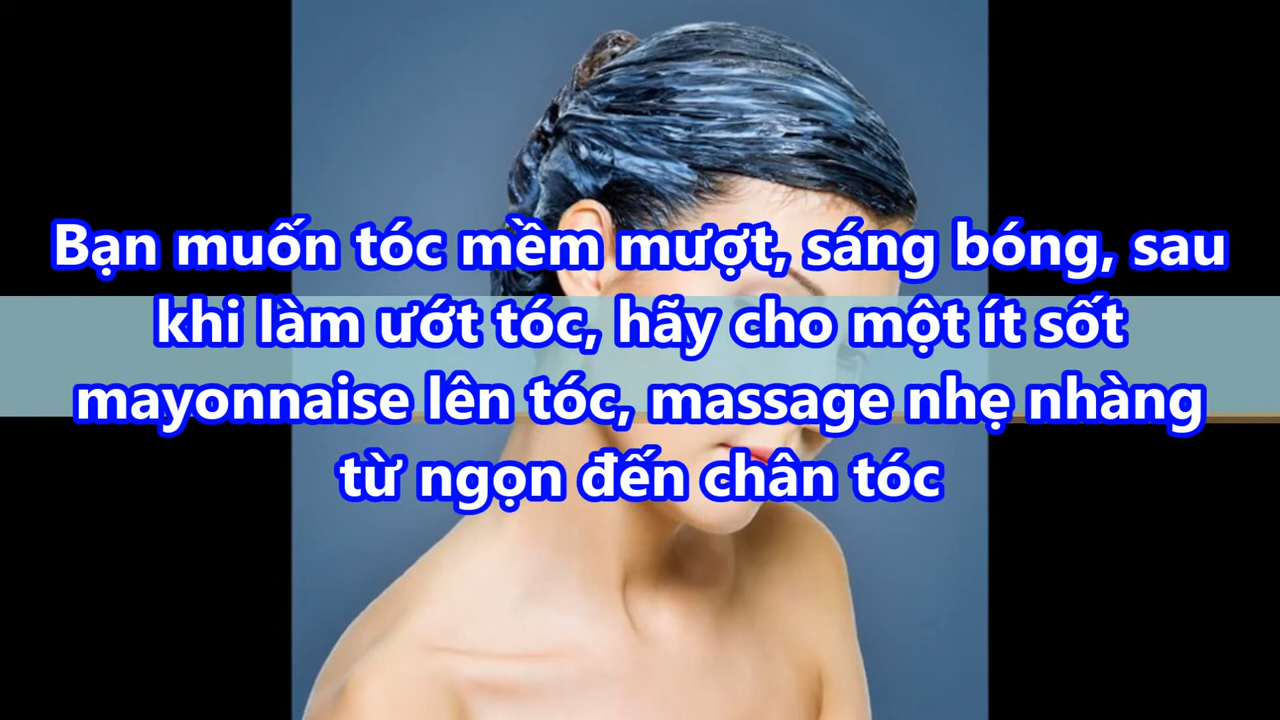 Bạn muốn tóc mềm mượt, sáng bóng, sau
khi làm ướt tóc, hãy cho một ít sốt
mayonnaise lên tóc, massage nhẹ nhàng
từ ngọn đến chân tóc